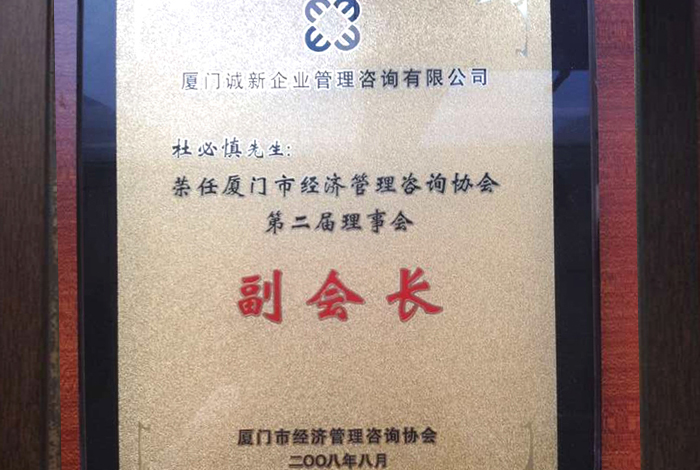 厦门诚新企业管理咨询有限公司
杜必慎先生:
荣任厦门市经济管理咨询协会
第二届理事会
副会长
厦门市经济管理咨询协会
二〇〇八年八月